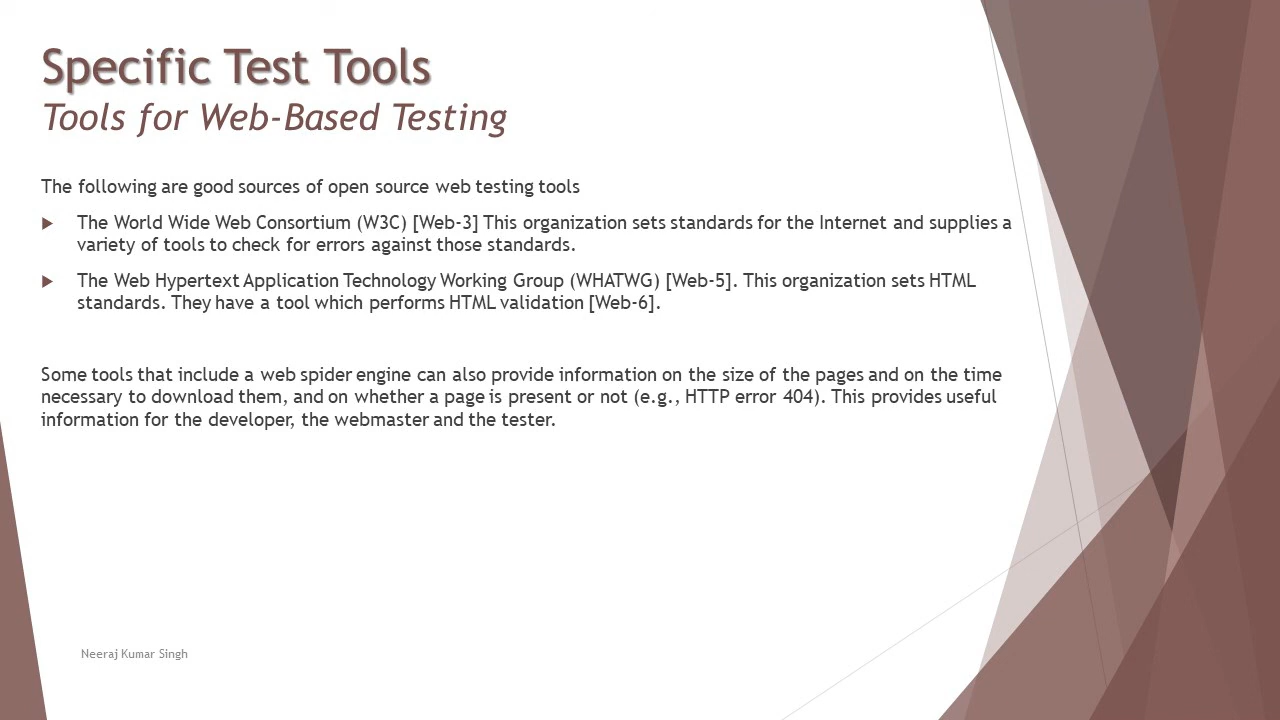 Specific Test Tools
Tools for Web-Based Testing
The following are good sources of open source web testing tools
The World Wide Web Consortium (W3C) [Web-3] This organization sets standards for the Internet and supplies a
variety of tools to check for errors against those standards.
The Web Hypertext Application Technology Working Group (WHATWG) [Web-5]. This organization sets HTML
standards. They have a tool which performs HTML validation [Web-6].
Some tools that include a web spider engine can also provide information on the size of the pages and on the time
necessary to download them, and on whether a page is present or not (e.g., HTTP error 404). This provides useful
information for the developer, the webmaster and the tester.
Neeraj Kumar Singh